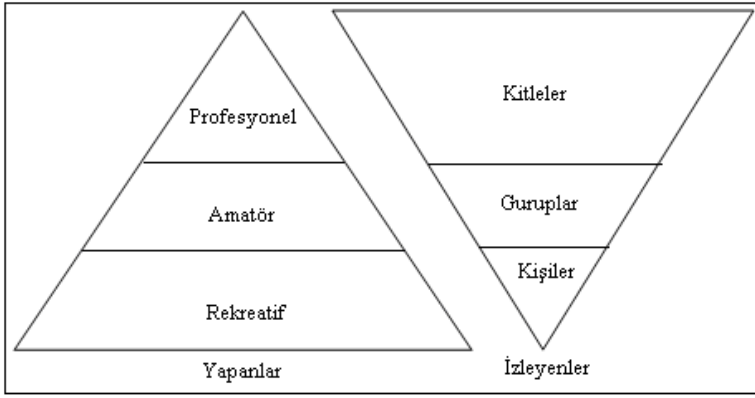 Profesyonel
Amatör
Rekreatif
Yapanlar
Kitleler
Guruplar
Kişiler
İzleyenler